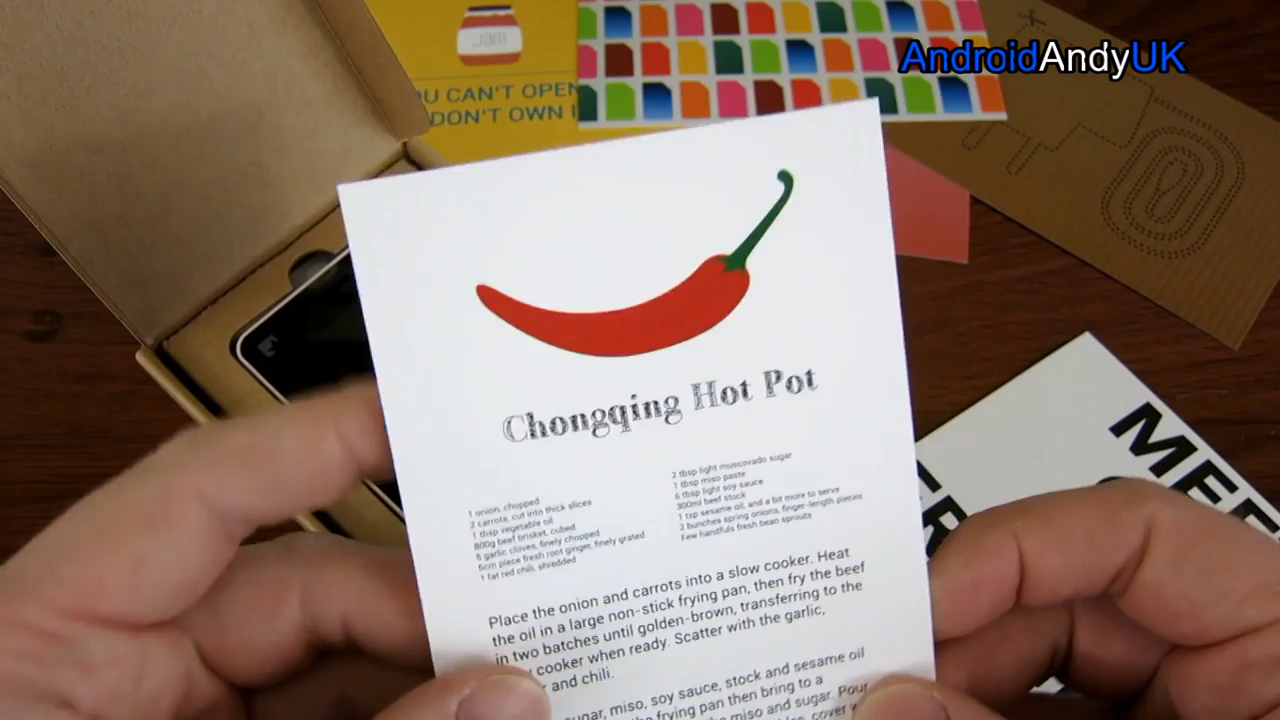 AndroidAndyUK
Jam
U CAN'T OPEN
DON'T OWN
Chongqing Hot Pot
1 onion, chopped
2 carrots, cut into thick slices
1 tbsp vegetable oil
800g beef brisket, cubed
8 garlic cloves, finely chopped
5cm piece fresh root ginger, finely grated
1 fat red chili, shredded
2 tbsp light muscovado sugar
1 tbsp miso paste
6 tbsp light soy sauce
300ml beef stock
1 tsp sesame oil, and a bit more to serve
2 bunches spring onions, finger-length pieces
Few handfuls fresh bean sprouts
Place the onion and carrots into a slow cooker. Heat
the oil in a large non-stick frying pan, then fry the beef
in two batches until golden-brown, transferring to the
cooker when ready. Scatter with the garlic,
and chili.
sugar, miso, soy sauce, stock and sesame oil
frying pan then bring to a
the miso and sugar. Pour
cover